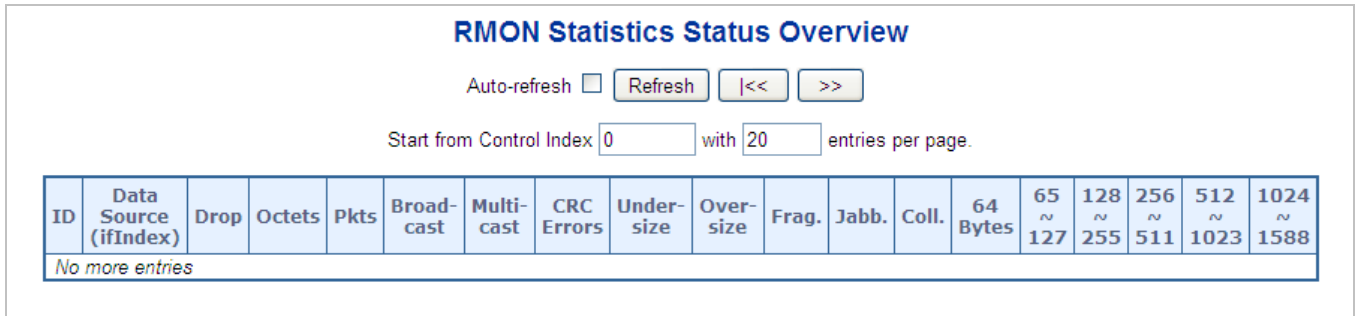 RMON Statistics Status Overview
Auto-refresh Refresh |<< >>
Start from Control Index 0 with 20 entries per page.
ID Data Source (ifIndex) Drop Octets Pkts Broad-cast Multi-cast CRC Errors Under-size Over-size Frag. Jabb. Coll. 64 Bytes 65 ~ 127 128 ~ 255 256 ~ 511 512 ~ 1023 1024 ~ 1588
No more entries